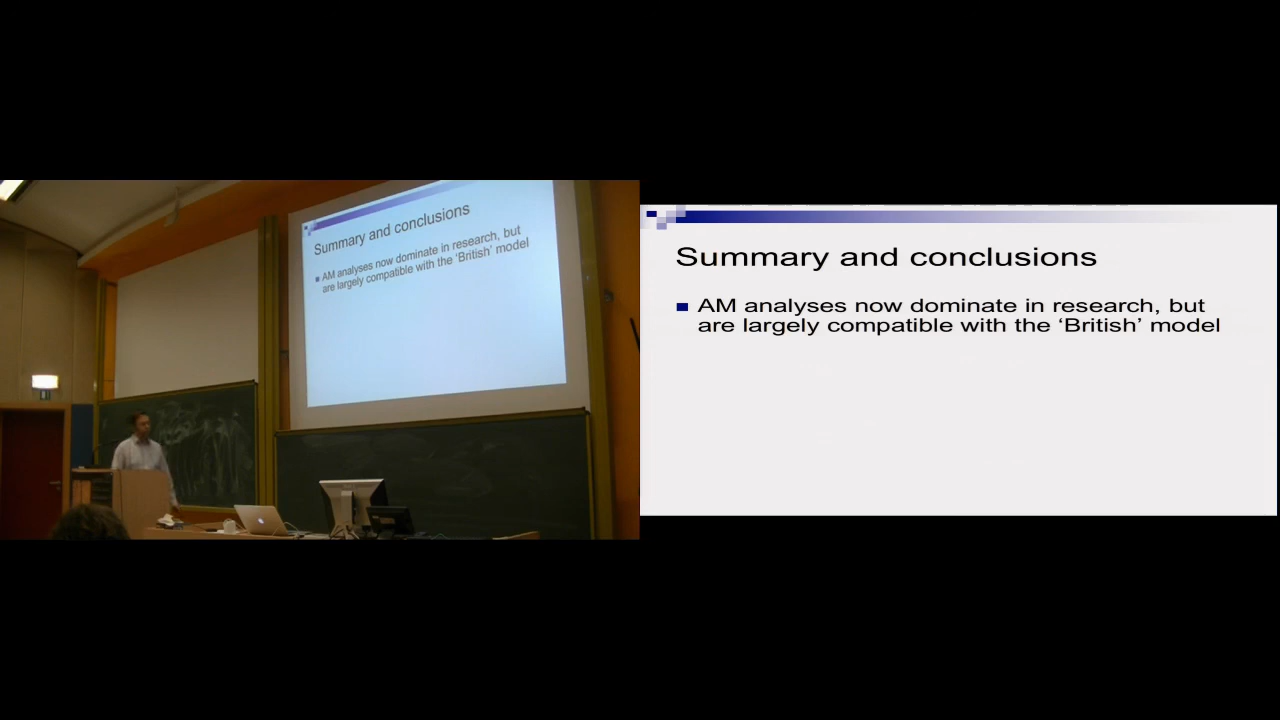 Summary and conclusions
AM analyses now dominate in research, but
are largely compatible with the ‘British’ model
Summary and conclusions
AM analyses now dominate in research, but
are largely compatible with the ‘British’ model